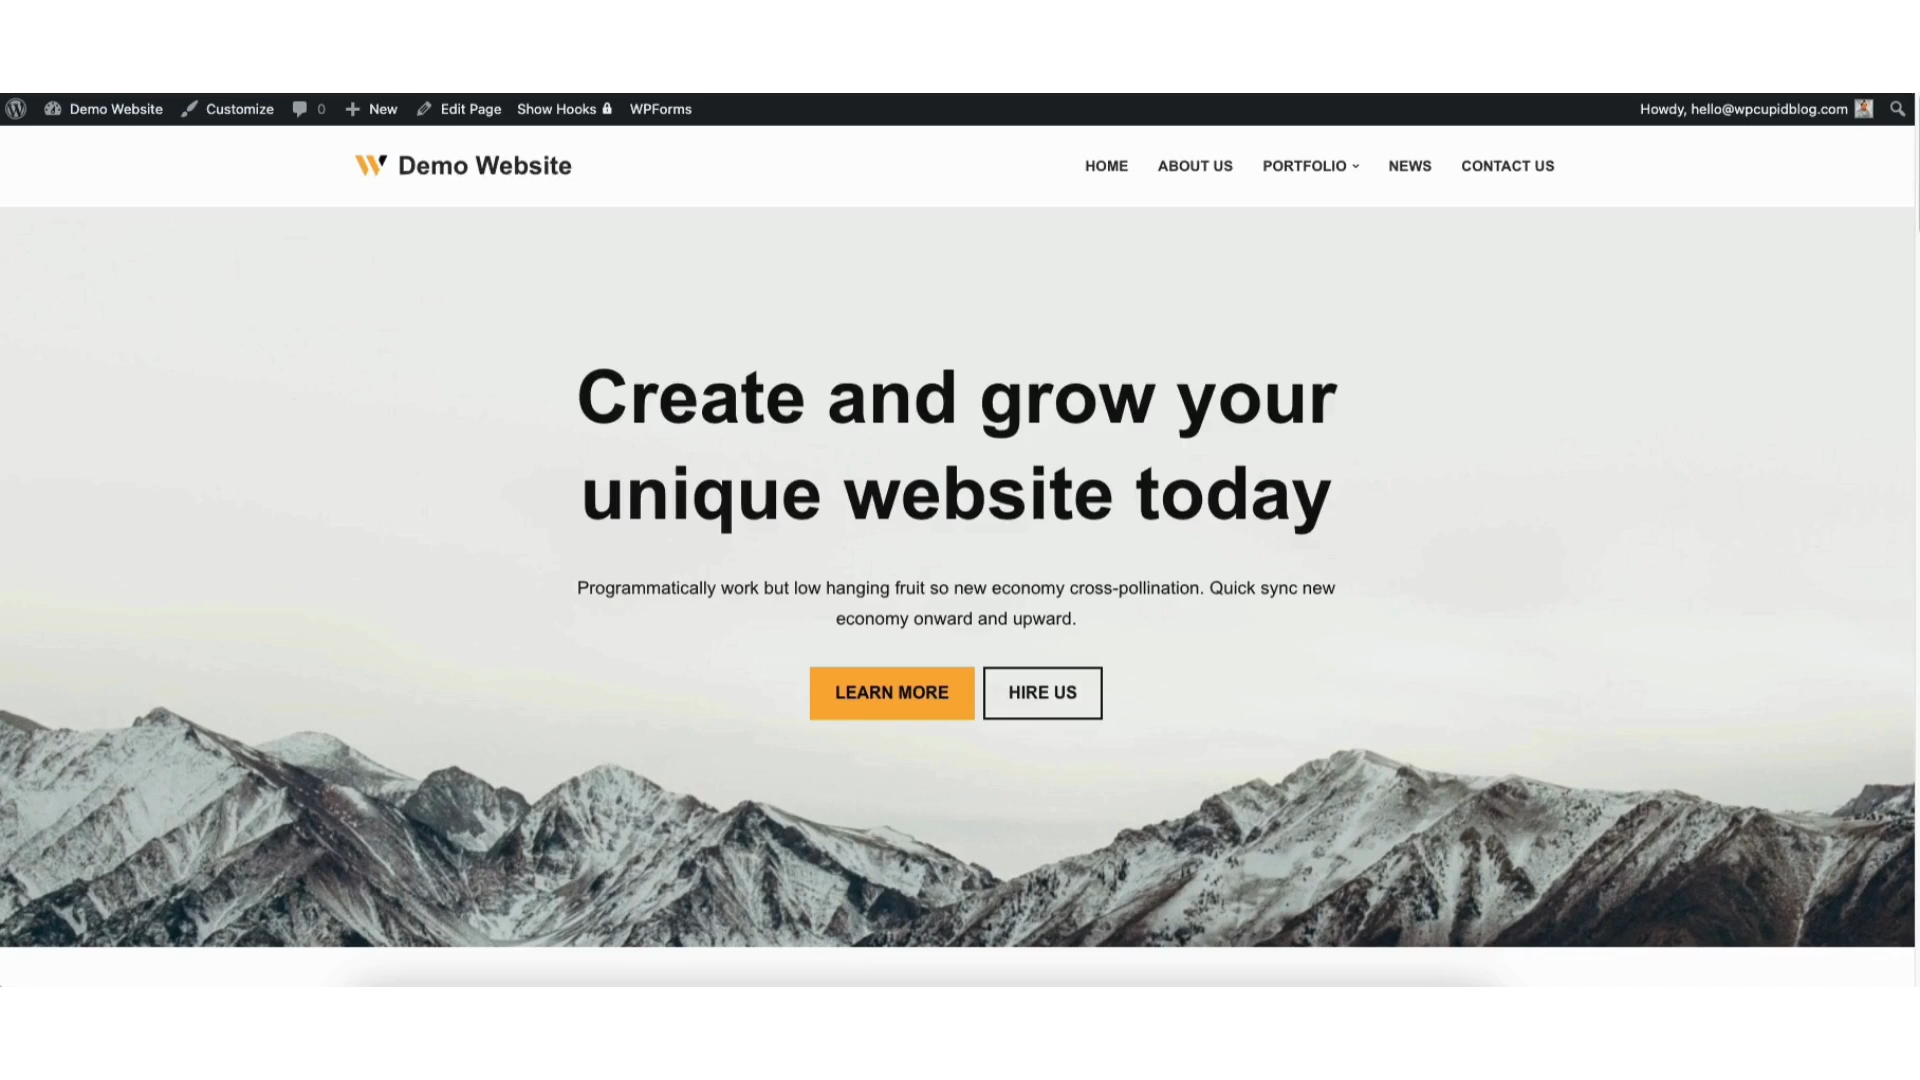 Demo Website Customize 0 New Edit Page Show Hooks WPForms Howdy, hello@wpcupidblog.com
Demo Website HOME ABOUT US PORTFOLIO NEWS CONTACT US
Create and grow your
unique website today
Programmatically work but low hanging fruit so new economy cross-pollination. Quick sync new
economy onward and upward.
LEARN MORE HIRE US